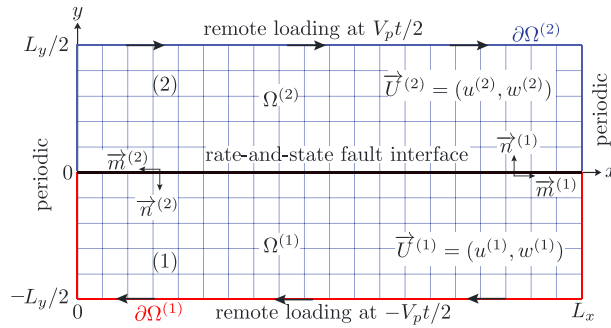 y
remote loading at V_p t/2
∂Ω^(2)
L_y/2
(2)
Ω^(2)
U⃗^(2) = (u^(2), w^(2))
periodic
periodic
n⃗^(1)
m⃗^(2)
rate-and-state fault interface
0
x
m⃗^(1)
n⃗^(2)
Ω^(1)
(1)
U⃗^(1) = (u^(1), w^(1))
−L_y/2
0
∂Ω^(1)
remote loading at −V_p t/2
L_x